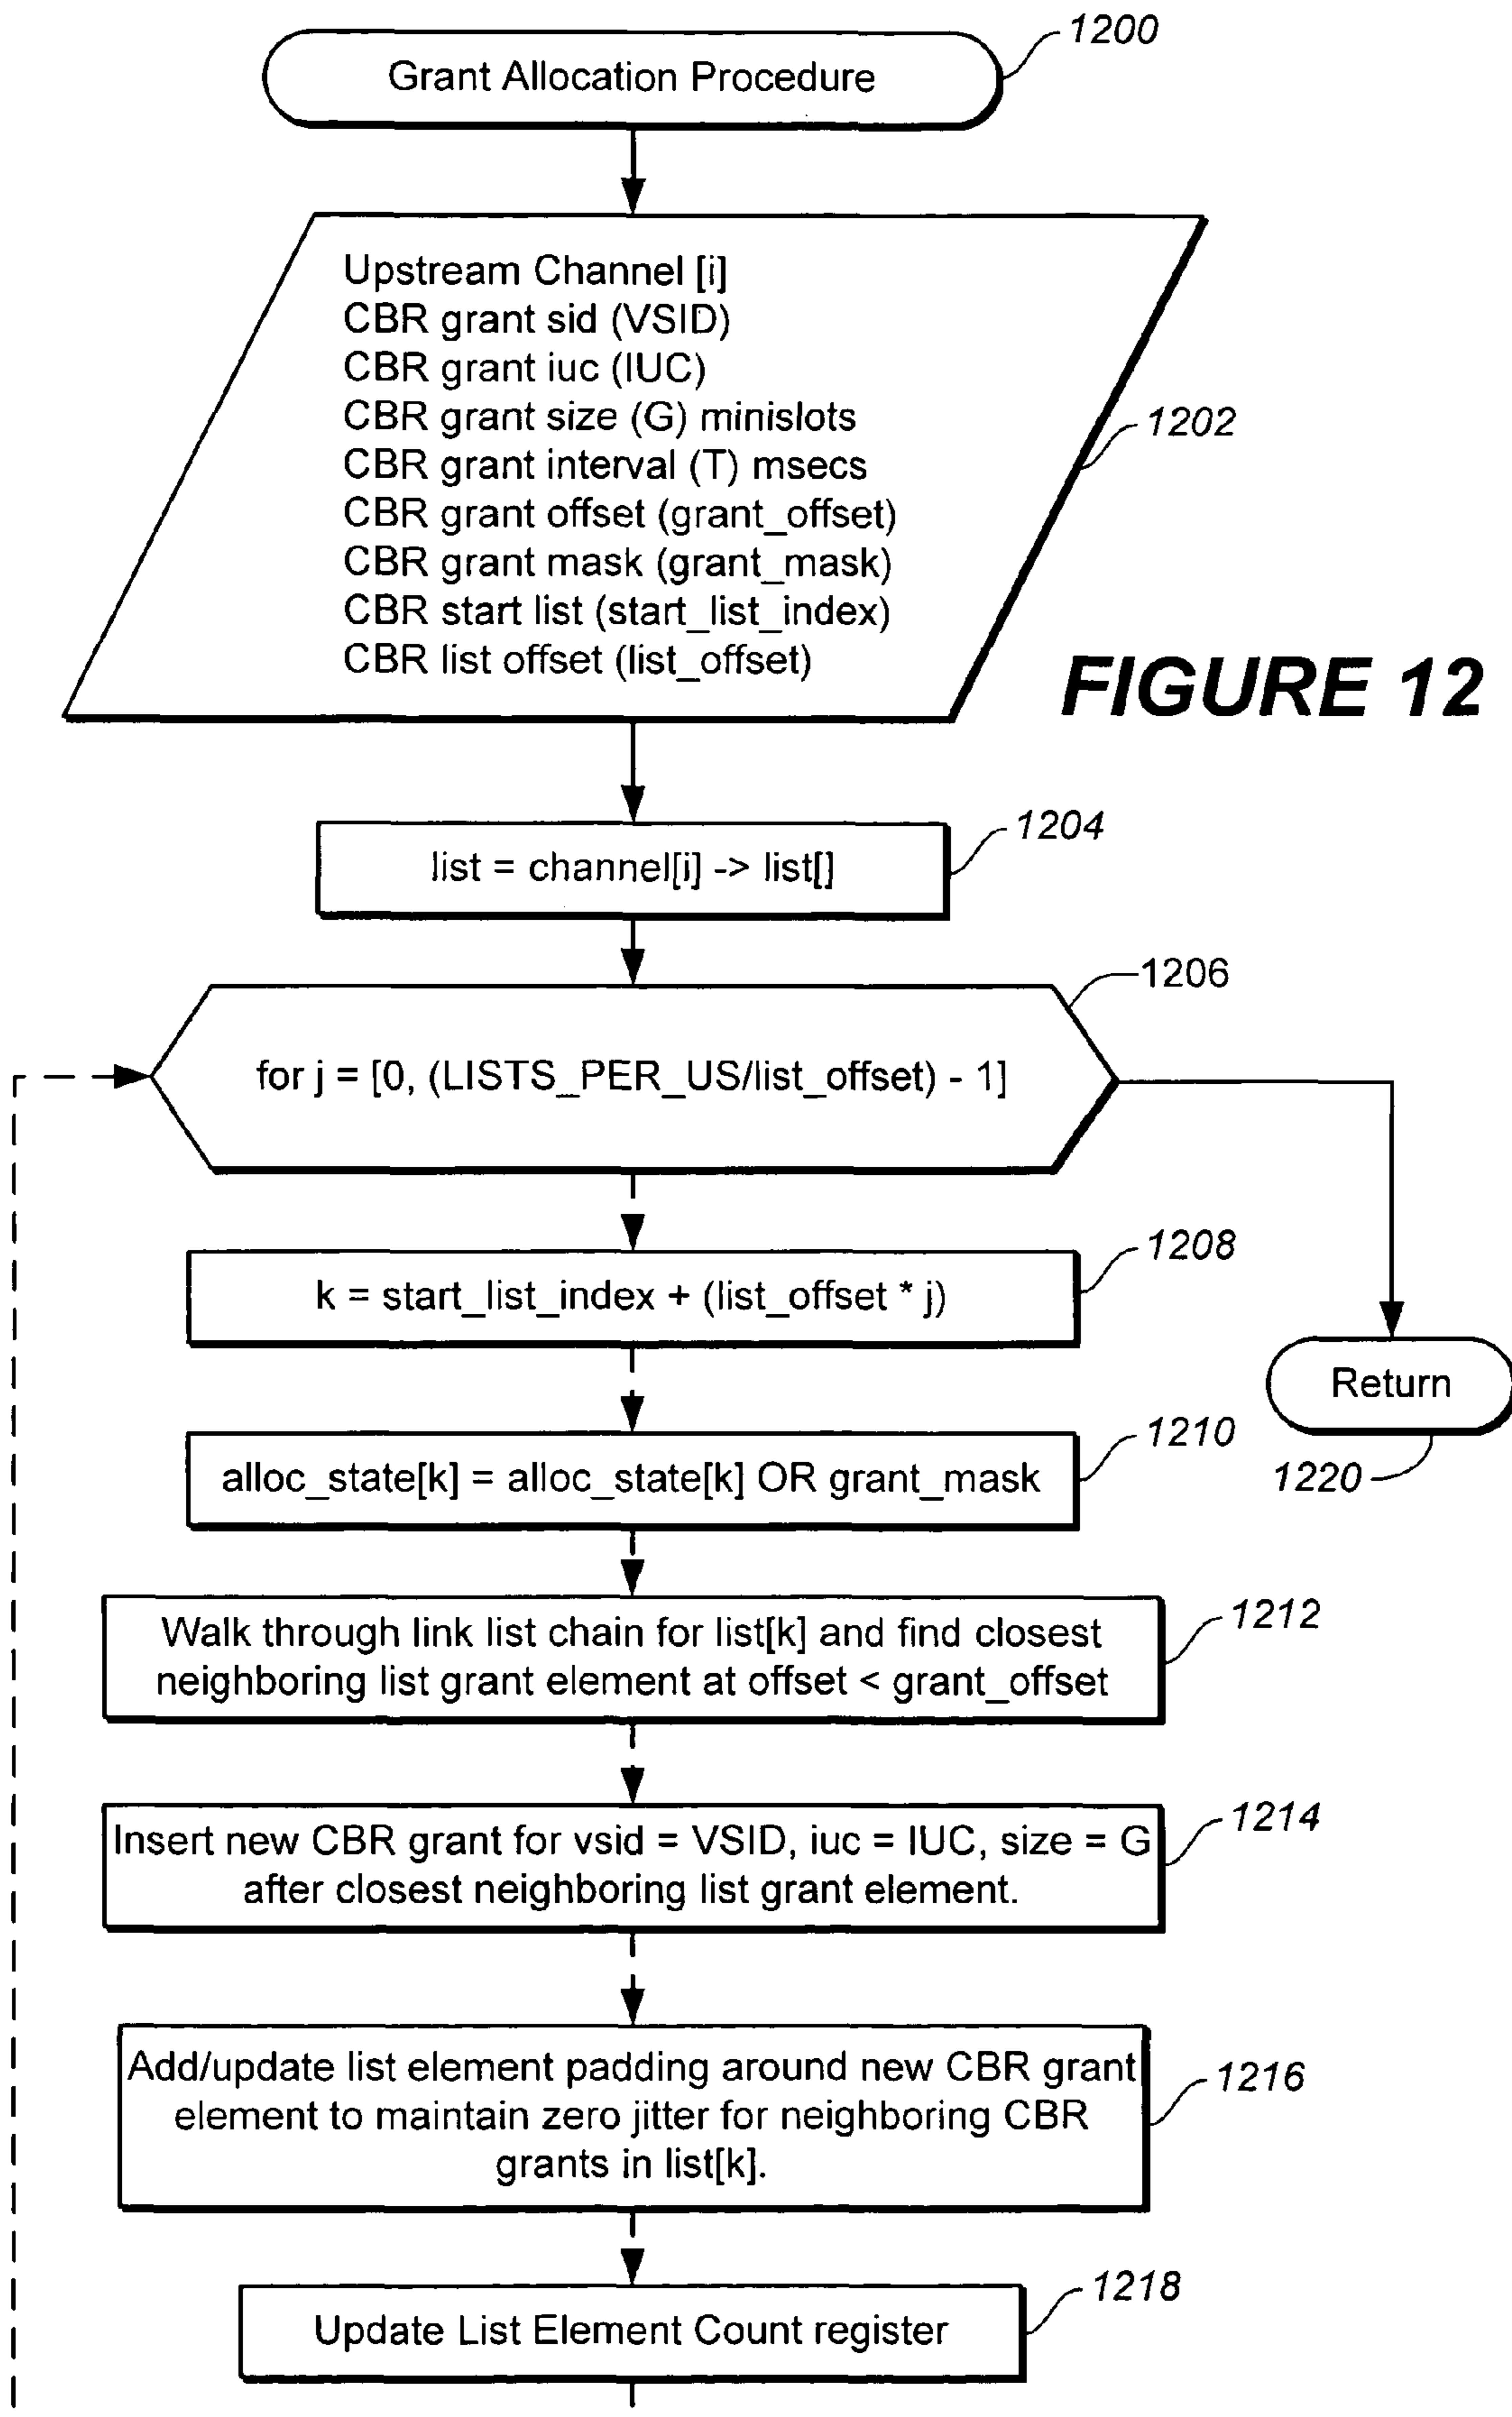 1200
Grant Allocation Procedure
Upstream Channel [i]
CBR grant sid (VSID)
CBR grant iuc (IUC)
CBR grant size (G) minislots
CBR grant interval (T) msecs
CBR grant offset (grant_offset)
CBR grant mask (grant_mask)
CBR start list (start_list_index)
CBR list offset (list_offset)
1202
FIGURE 12
1204
list = channel[i] -> list[]
1206
for j = [0, (LISTS_PER_US/list_offset) - 1]
1208
k = start_list_index + (list_offset * j)
Return
1220
1210
alloc_state[k] = alloc_state[k] OR grant_mask
1212
Walk through link list chain for list[k] and find closest
neighboring list grant element at offset < grant_offset
1214
Insert new CBR grant for vsid = VSID, iuc = IUC, size = G
after closest neighboring list grant element.
1216
Add/update list element padding around new CBR grant
element to maintain zero jitter for neighboring CBR
grants in list[k].
1218
Update List Element Count register